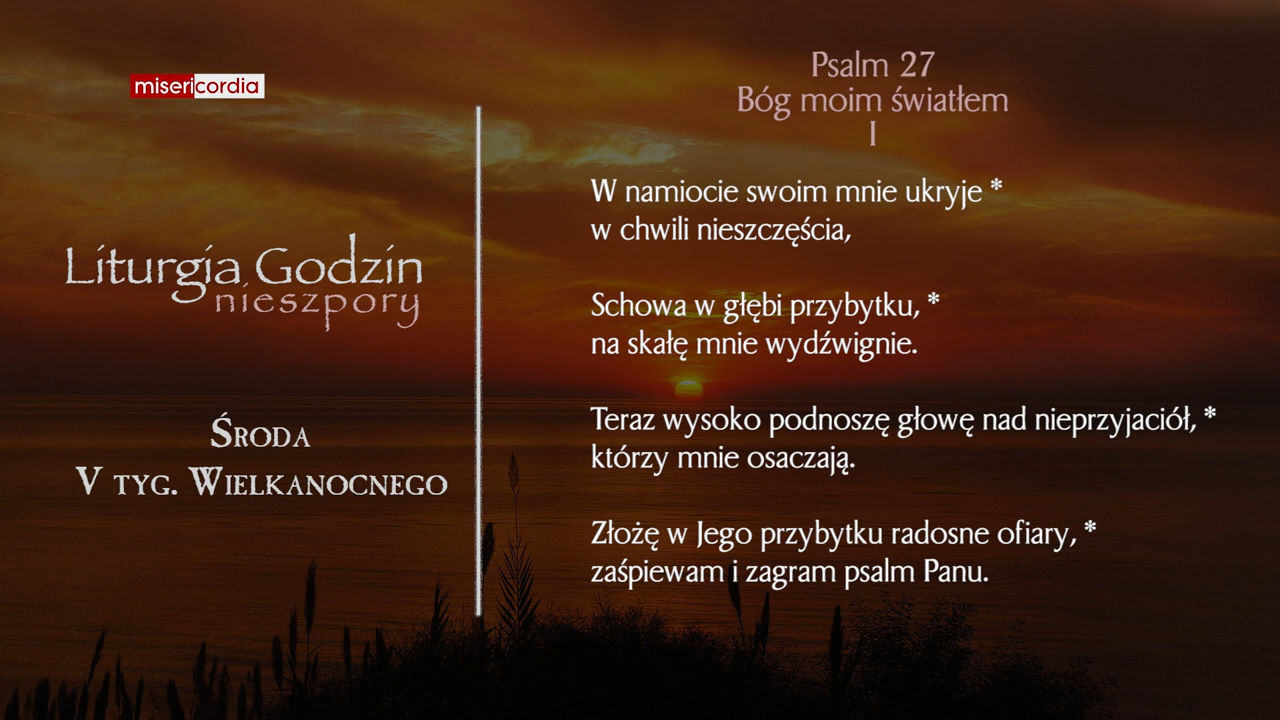 misericordia
Liturgia Godzin
nieszpory
Środa
V tyg. Wielkanocnego
Psalm 27
Bóg moim światłem
I
W namiocie swoim mnie ukryje *
w chwili nieszczęścia,
Schowa w głębi przybytku, *
na skałę mnie wydźwignie.
Teraz wysoko podnoszę głowę nad nieprzyjaciół, *
którzy mnie osaczają.
Złożę w Jego przybytku radosne ofiary, *
zaśpiewam i zagram psalm Panu.